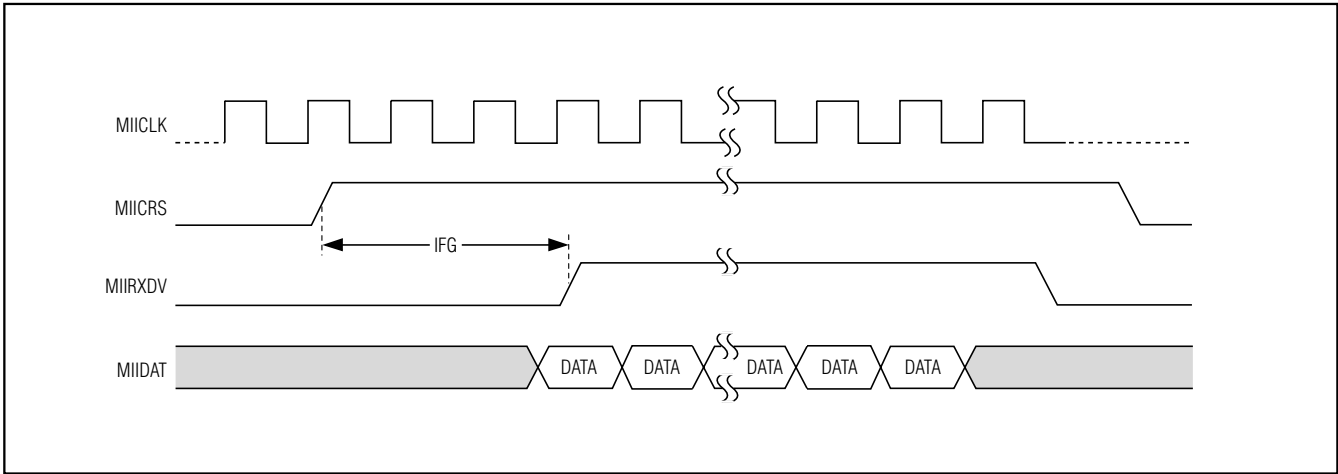 MIICLK
MIICRS
IFG
MIIRXDV
MIIDAT
DATA DATA DATA DATA DATA